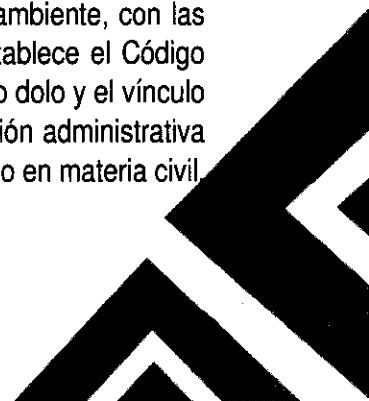 ambiente, con las
tablece el Código
o dolo y el vínculo
ión administrativa
o en materia civil.